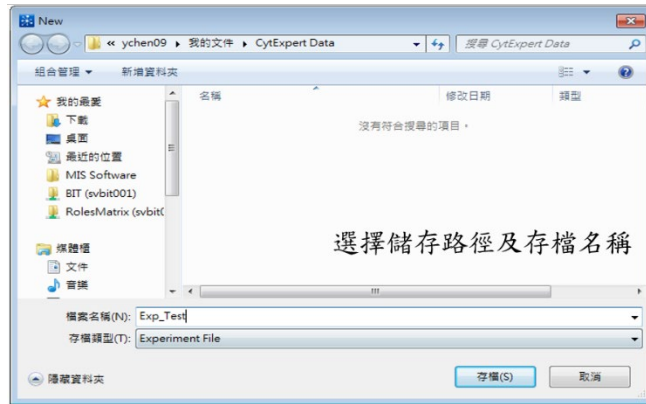 New
« ychen09 ▸ 我的文件 ▸ CytExpert Data
搜尋 CytExpert Data
組合管理 新增資料夾
名稱 修改日期 類型
我的最愛
下載
桌面
最近的位置
MIS Software
BIT (svbit001)
RolesMatrix (svbit(
媒體櫃
文件
音樂
沒有符合搜尋的項目。
選擇儲存路徑及存檔名稱
檔案名稱(N): Exp_Test
存檔類型(T): Experiment File
隱藏資料夾
存檔(S) 取消